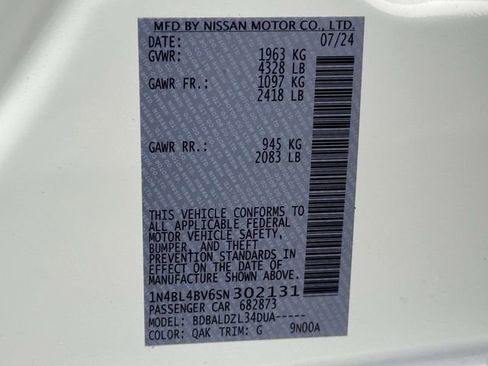 MFD BY NISSAN MOTOR CO., LTD.
DATE: 07/24
GVWR: 1963 KG
4328 LB
GAWR FR.: 1097 KG
2418 LB
GAWR RR.: 945 KG
2083 LB
THIS VEHICLE CONFORMS TO
ALL APPLICABLE FEDERAL
MOTOR VEHICLE SAFETY,
BUMPER, AND THEFT
PREVENTION STANDARDS IN
EFFECT ON THE DATE OF
MANUFACTURE SHOWN ABOVE.
1N4BL4BV6SN302131
PASSENGER CAR 682873
MODEL: BDBALDZL34DUA-----
COLOR: QAK TRIM: G 9N00A